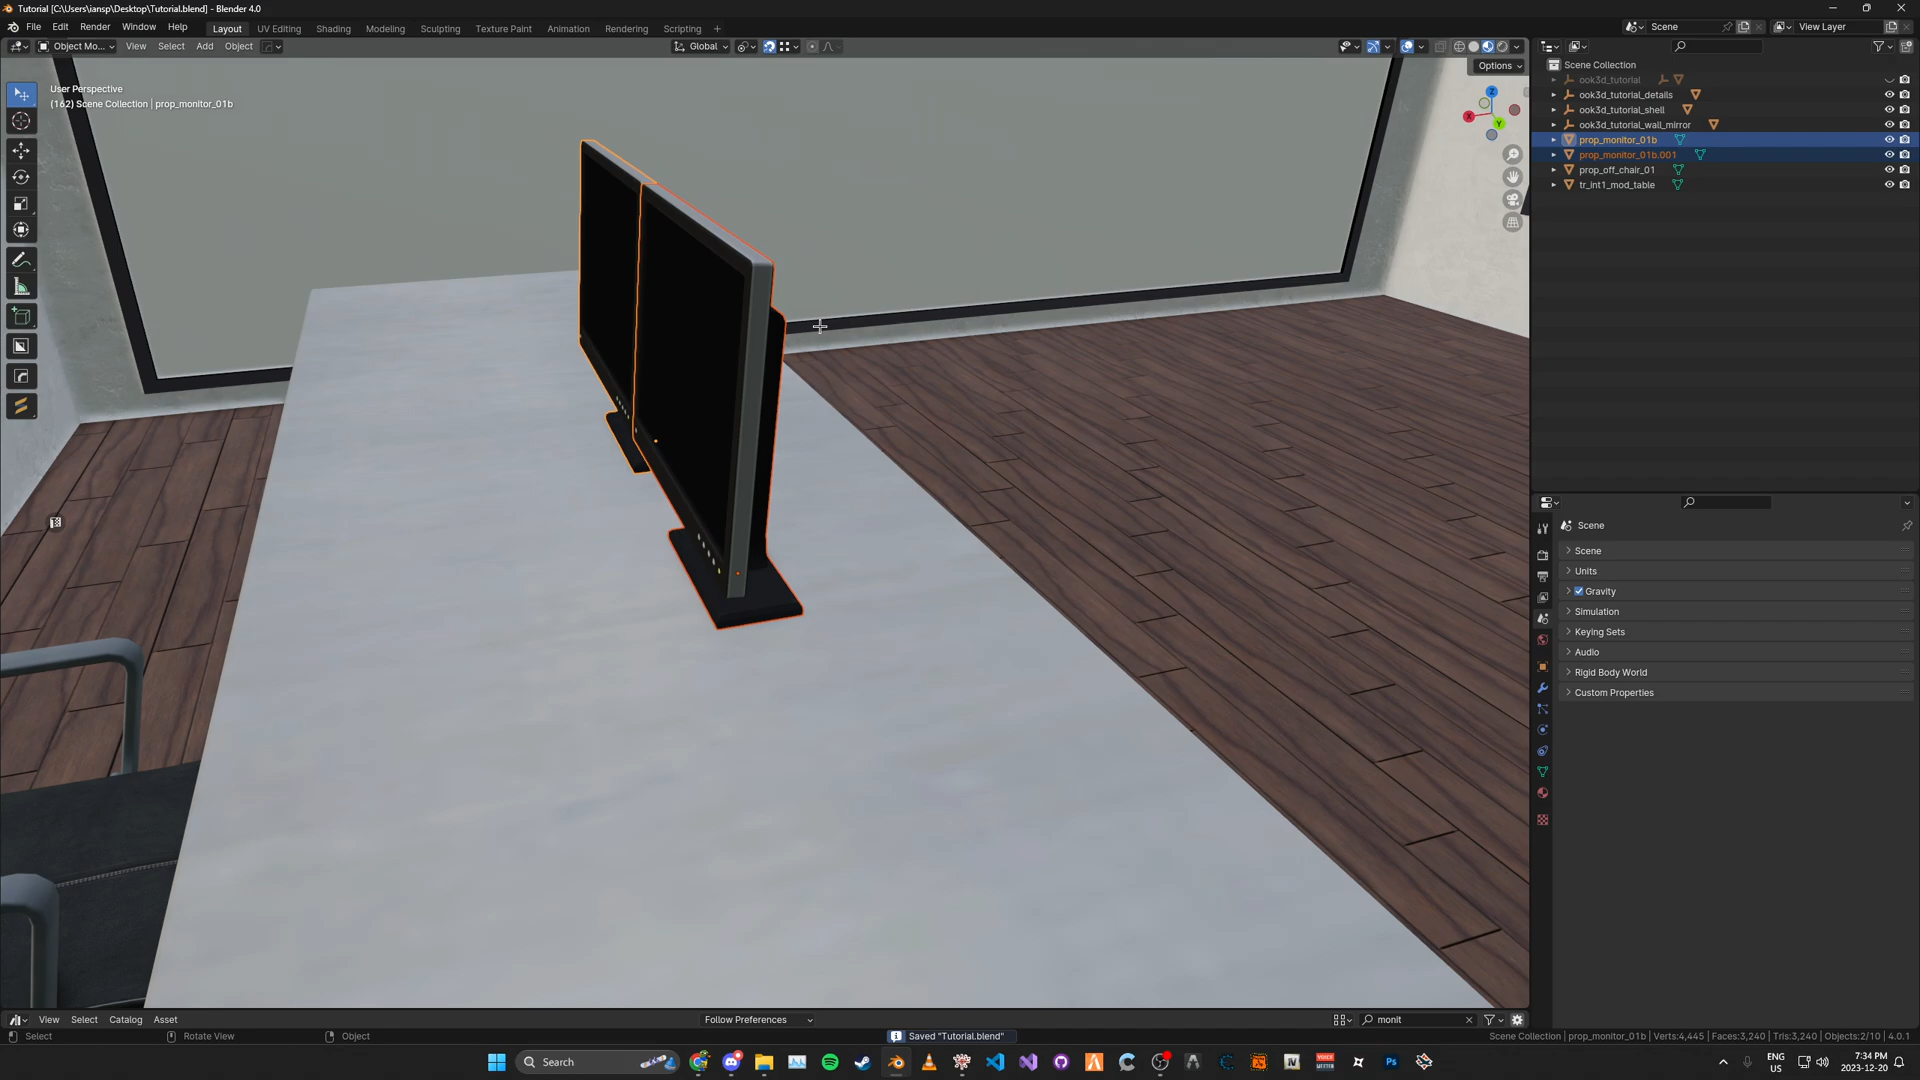 Tutorial [C:\Users\iansp\Desktop\Tutorial.blend] - Blender 4.0
File Edit Render Window Help Layout UV Editing Shading Modeling Sculpting Texture Paint Animation Rendering Compositing Scripting + Scene View Layer
Object Mo... View Select Add Object Global
Options
User Perspective
(162) Scene Collection | prop_monitor_01b
Z
X
Y
Scene Collection
ook3d_tutorial
ook3d_tutorial_details
ook3d_tutorial_shell
ook3d_tutorial_wall_mirror
prop_monitor_01b
prop_monitor_01b.001
prop_off_chair_01
tr_int1_mod_table
Scene
Scene
Units
Gravity
Simulation
Keying Sets
Audio
Rigid Body World
Custom Properties
View Select Catalog Asset Follow Preferences monit
Select Rotate View Object Saved "Tutorial.blend" Scene Collection | prop_monitor_01b | Verts:4,445 | Faces:3,240 | Tris:3,240 | Objects:2/10 | 4.0.1
Search Ps ENG US 7:34 PM 2023-12-20